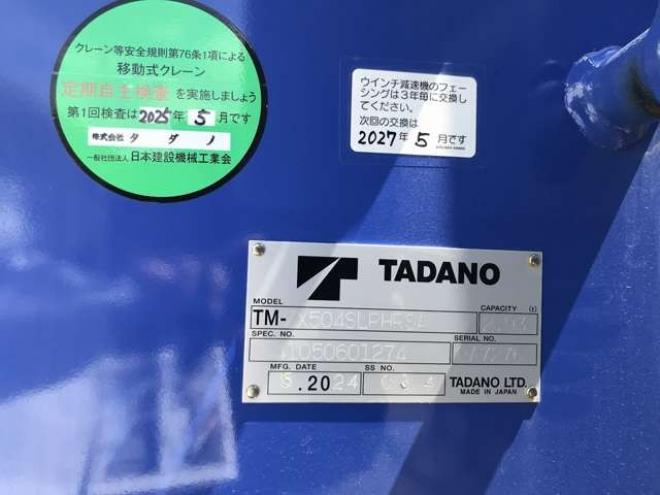 クレーン等安全規則第76条1項による
移動式クレーン
定期自主検査 を実施しましょう
第1回検査は2025年5月です
株式会社 タダノ
一般社団法人 日本建設機械工業会
ウインチ減速機のフェー
シングは3年毎に交換し
てください。
次回の交換は
2027年5月です
TADANO
MODEL
CAPACITY (t)
TM-
SPEC. NO.
SERIAL NO.
MFG. DATE
SS NO.
.20 24
TADANO LTD.
MADE IN JAPAN